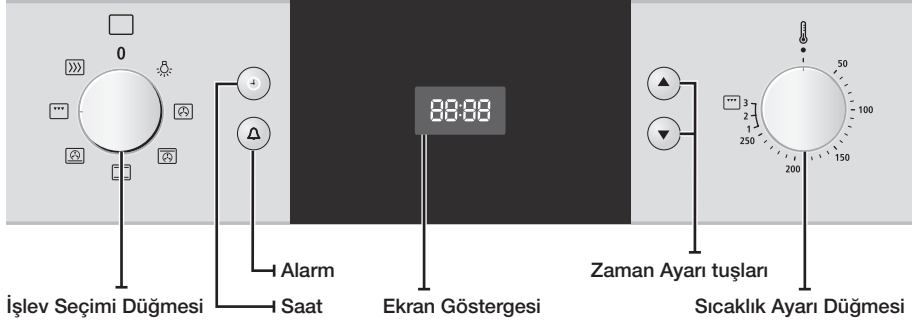 0
88:88
50
100
150
200
250
1
2
3
Alarm
Zaman Ayarı tuşları
İşlev Seçimi Düğmesi
Saat
Ekran Göstergesi
Sıcaklık Ayarı Düğmesi